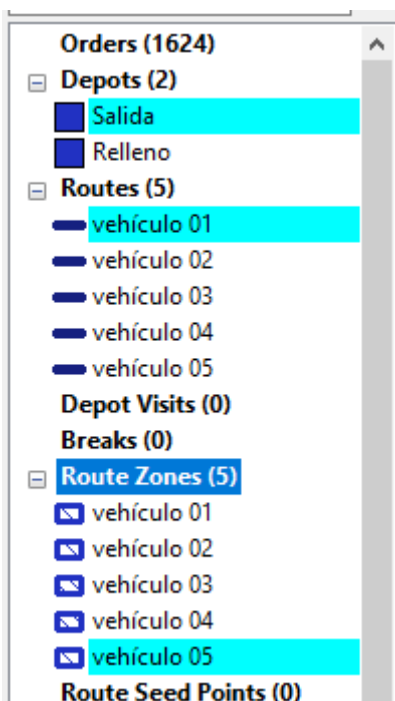 Orders (1624)
Depots (2)
Salida
Relleno
Routes (5)
vehículo 01
vehículo 02
vehículo 03
vehículo 04
vehículo 05
Depot Visits (0)
Breaks (0)
Route Zones (5)
vehículo 01
vehículo 02
vehículo 03
vehículo 04
vehículo 05
Route Seed Points (0)